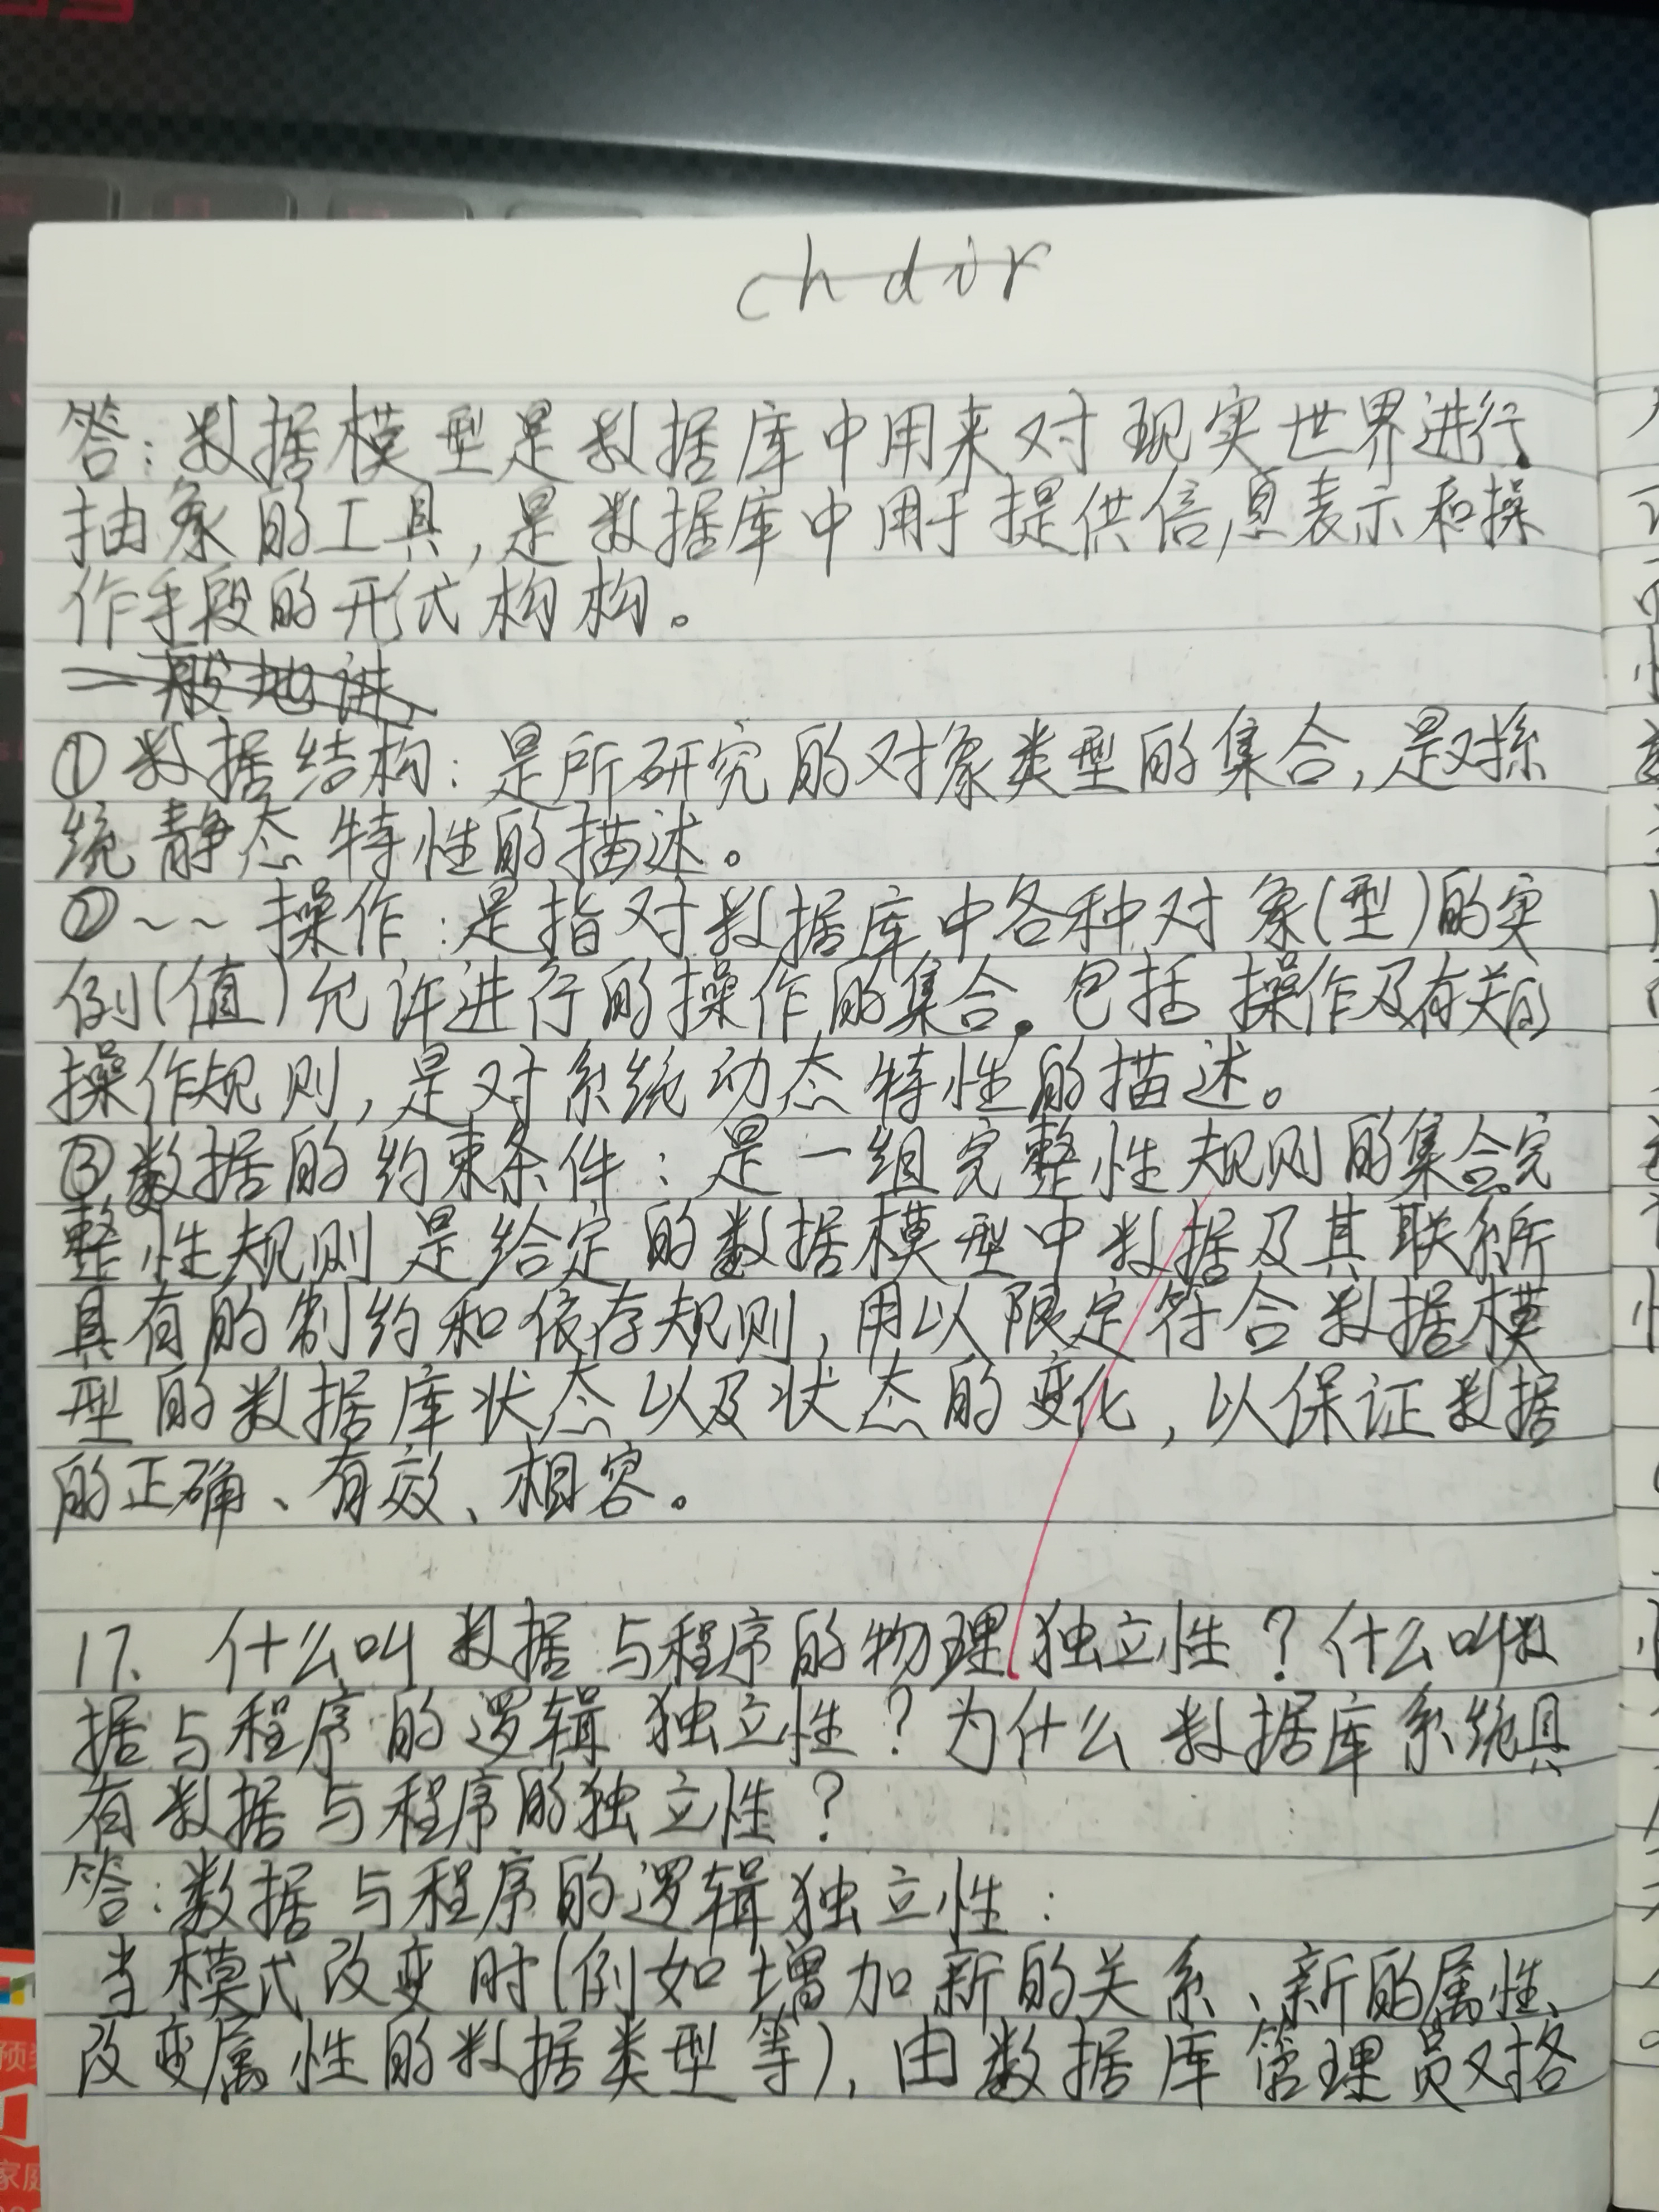 chdir
答：数据模型是数据库中用来对现实世界进行
抽象的工具，是数据库中用于提供信息表示和操
作手段的形式构构。
一般地讲，
①数据结构：是所研究的对象类型的集合，是对系
统静态特性的描述。
②～～操作：是指对数据库中各种对象(型)的实
例(值)允许进行的操作的集合。包括操作及有关的
操作规则，是对系统动态特性的描述。
③数据的约束条件：是一组完整性规则的集合。完
整性规则是给定的数据模型中数据及其联系所
具有的制约和依存规则，用以限定符合数据模
型的数据库状态以及状态的变化，以保证数据
的正确、有效、相容。
17、什么叫数据与程序的物理独立性？什么叫数
据与程序的逻辑独立性？为什么数据库系统具
有数据与程序的独立性？
答：数据与程序的逻辑独立性：
当模式改变时(例如增加新的关系、新的属性、
改变属性的数据类型等)，由数据库管理员对各